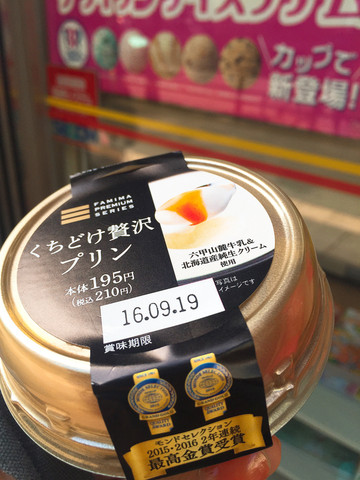 カップで
新登場!
FAMIMA
PREMIUM
SERIES
くちどけ贅沢
プリン
本体195円
(税込210円)
六甲山麓牛乳&
北海道産純生クリーム
使用
写真は
イメージです
16.09.19
賞味期限
モンドセレクション
2015・2016 2年連続
最高金賞受賞